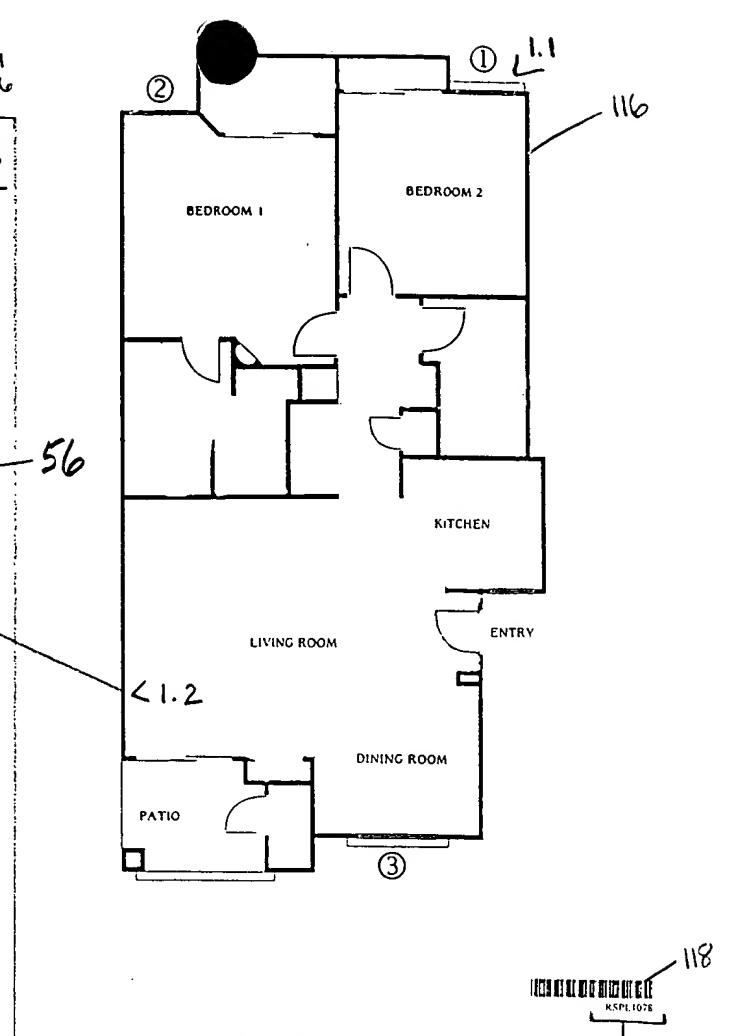 ① 1.1
②
116
BEDROOM 2
BEDROOM 1
56
KITCHEN
ENTRY
LIVING ROOM
< 1.2
DINING ROOM
PATIO
③
118
RSPL1078